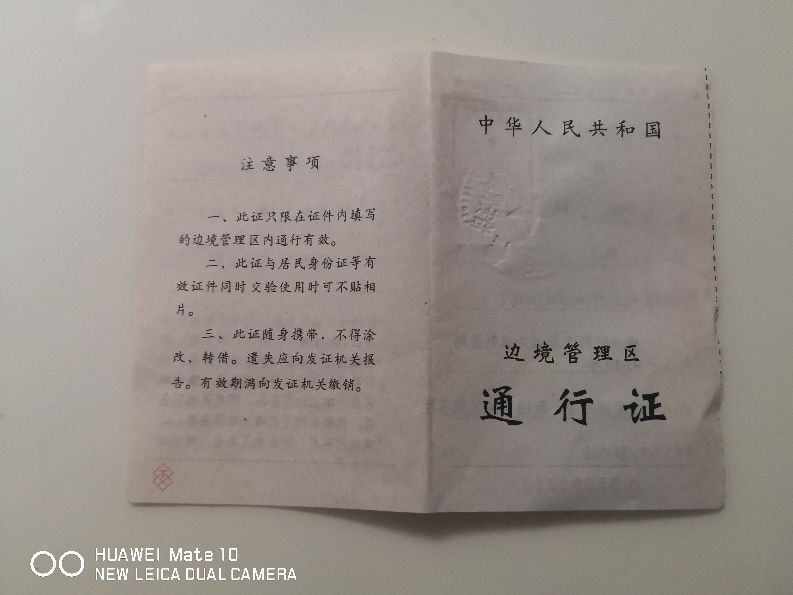 注意事项
一、此证只限在证件内填写
的边境管理区内通行有效。
二、此证与居民身份证等有
效证件同时交验使用时可不贴相
片。
三、此证随身携带，不得涂
改、转借。遗失应向发证机关报
告。有效期满向发证机关缴销。
中华人民共和国
边境管理区
通行证
HUAWEI Mate 10
NEW LEICA DUAL CAMERA